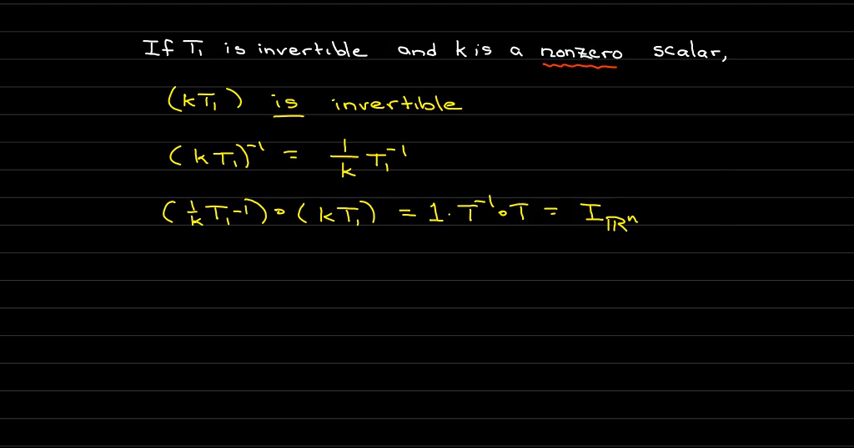 If T₁ is invertible and k is a nonzero scalar,
(kT₁) is invertible
(kT₁)⁻¹ = 1/k T₁⁻¹
(1/k T₁⁻¹) ∘ (kT₁) = 1 · T⁻¹ ∘ T = I_ℝⁿ